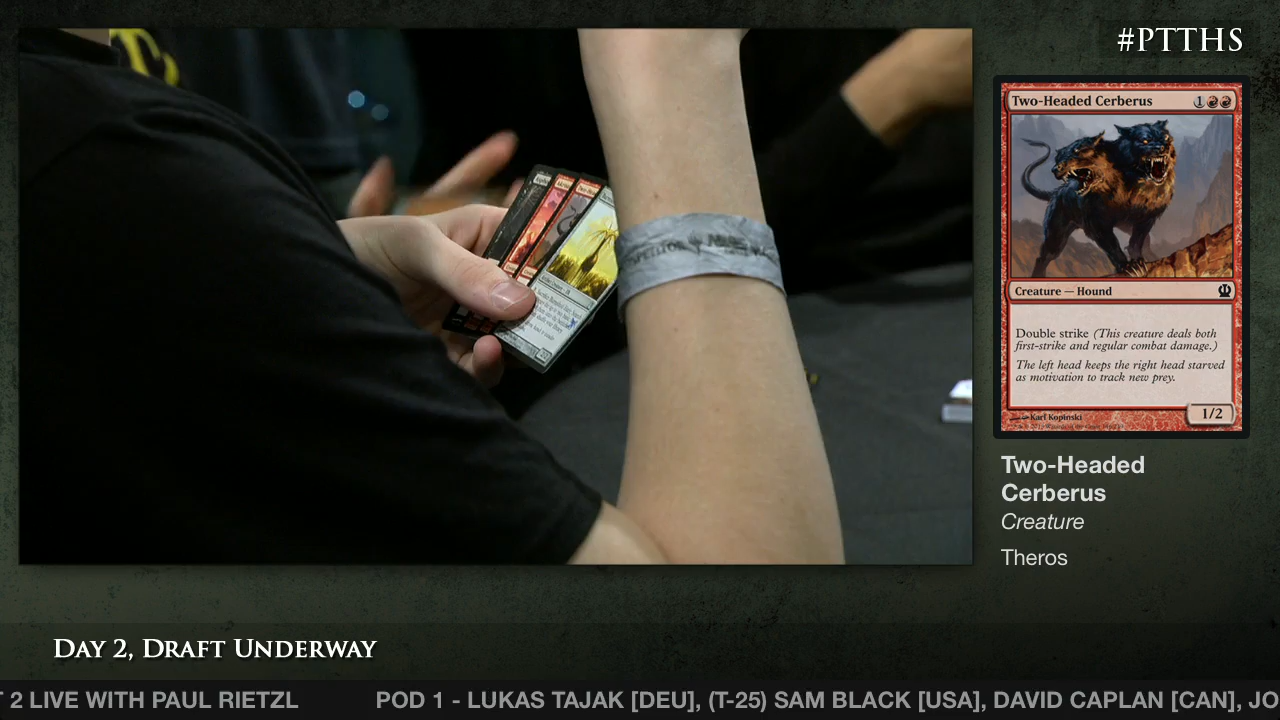 #PTTHS
Two-Headed Cerberus 1
Creature — Hound
Double strike (This creature deals both
first-strike and regular combat damage.)
The left head keeps the right head starved
as motivation to track new prey.
1/2
Karl Kopinski
Two-Headed
Cerberus
Creature
Theros
Day 2, Draft Underway
T 2 LIVE WITH PAUL RIETZL POD 1 - LUKAS TAJAK [DEU], (T-25) SAM BLACK [USA], DAVID CAPLAN [CAN], JO